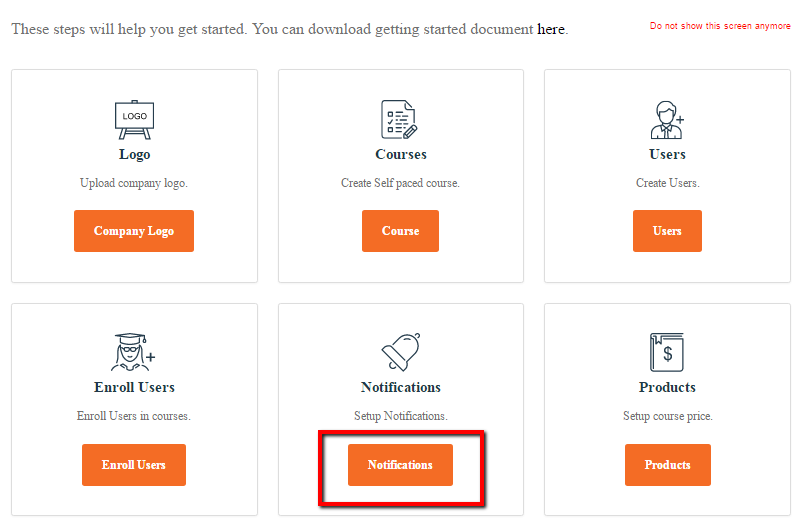 These steps will help you get started. You can download getting started document here.
Do not show this screen anymore
LOGO
Logo
Upload company logo.
Company Logo
Courses
Create Self paced course.
Course
Users
Create Users.
Users
Enroll Users
Enroll Users in courses.
Enroll Users
Notifications
Setup Notifications.
Notifications
$
Products
Setup course price.
Products